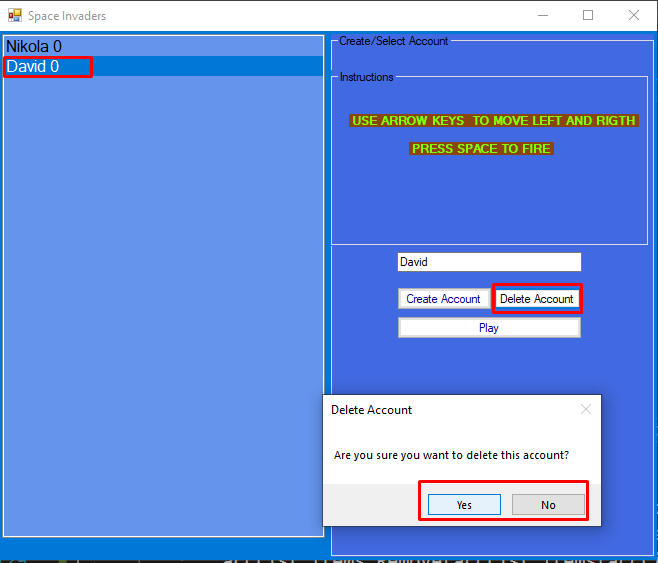 Space Invaders
Nikola 0
David 0
Create/Select Account
Instructions
USE ARROW KEYS TO MOVE LEFT AND RIGTH
PRESS SPACE TO FIRE
David
Create Account
Delete Account
Play
Delete Account
Are you sure you want to delete this account?
Yes
No